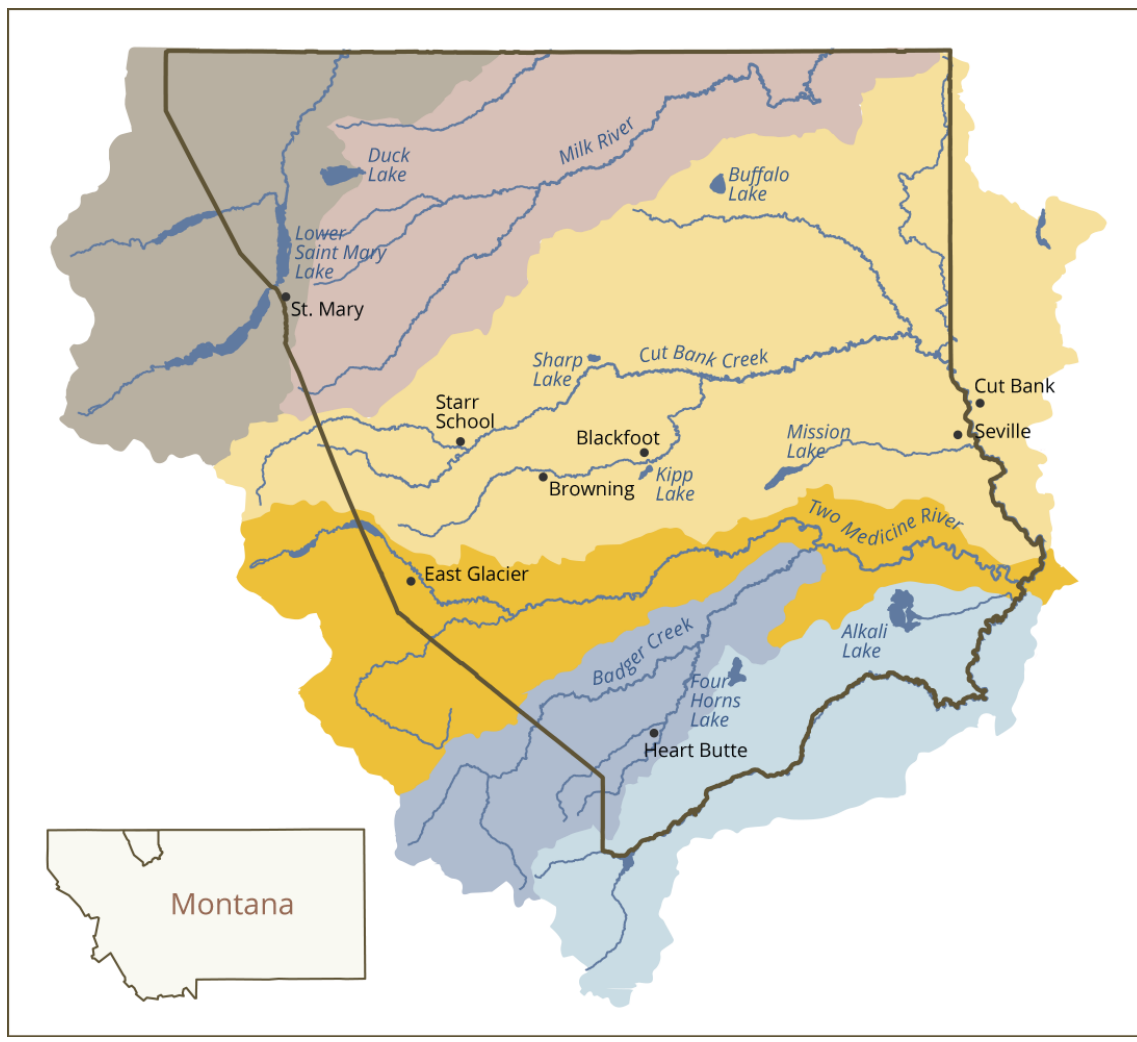 Milk River
Duck
Lake
Buffalo
Lake
Lower
Saint Mary
Lake
St. Mary
Sharp
Lake
Cut Bank Creek
Cut Bank
Starr
School
Seville
Blackfoot
Mission
Lake
Kipp
Lake
Browning
Two Medicine River
East Glacier
Alkali
Lake
Badger Creek
Four
Horns
Lake
Heart Butte
Montana